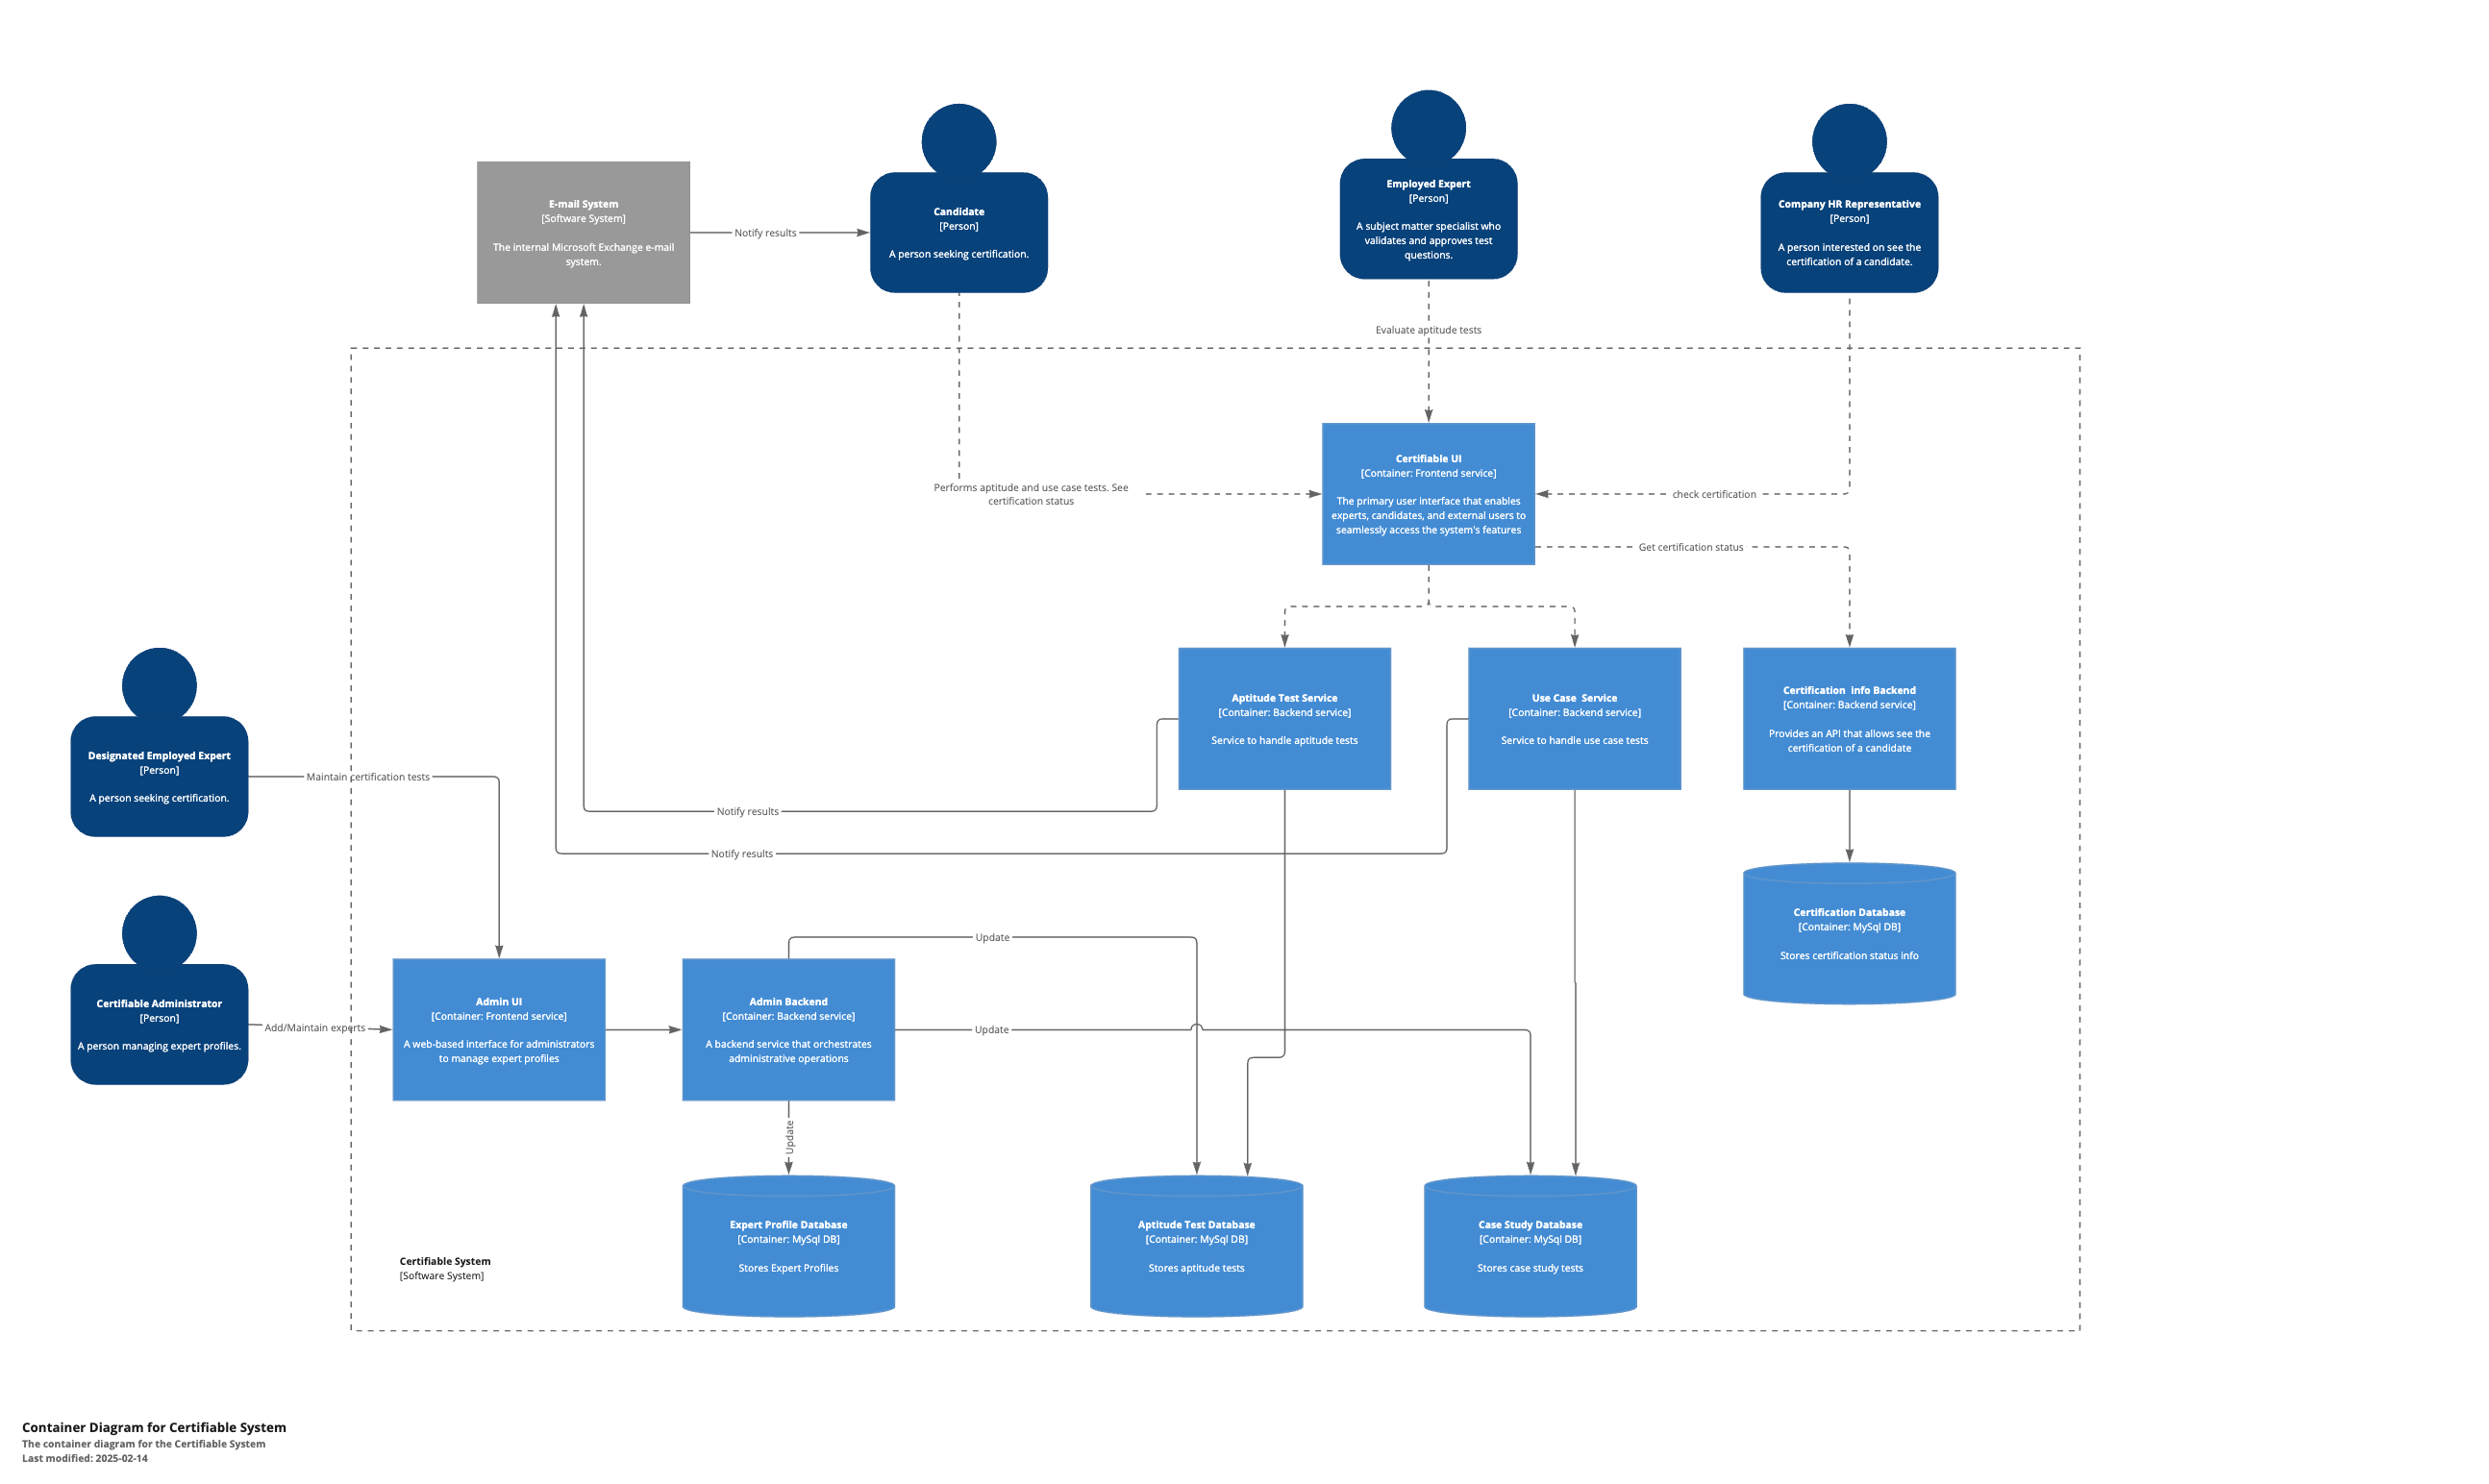 E-mail System
[Software System]
The internal Microsoft Exchange e-mail
system.
Notify results
Candidate
[Person]
A person seeking certification.
Employed Expert
[Person]
A subject matter specialist who
validates and approves test
questions.
Company HR Representative
[Person]
A person interested on see the
certification of a candidate.
Evaluate aptitude tests
Performs aptitude and use case tests. See
certification status
Certifiable UI
[Container: Frontend service]
The primary user interface that enables
experts, candidates, and external users to
seamlessly access the system's features
check certification
Get certification status
Designated Employed Expert
[Person]
A person seeking certification.
Maintain certification tests
Aptitude Test Service
[Container: Backend service]
Service to handle aptitude tests
Use Case  Service
[Container: Backend service]
Service to handle use case tests
Certification  info Backend
[Container: Backend service]
Provides an API that allows see the
certification of a candidate
Notify results
Notify results
Certification Database
[Container: MySql DB]
Stores certification status info
Certifiable Administrator
[Person]
A person managing expert profiles.
Add/Maintain experts
Admin UI
[Container: Frontend service]
A web-based interface for administrators
to manage expert profiles
Admin Backend
[Container: Backend service]
A backend service that orchestrates
administrative operations
Update
Update
Update
Expert Profile Database
[Container: MySql DB]
Stores Expert Profiles
Aptitude Test Database
[Container: MySql DB]
Stores aptitude tests
Case Study Database
[Container: MySql DB]
Stores case study tests
Certifiable System
[Software System]
Container Diagram for Certifiable System
The container diagram for the Certifiable System
Last modified: 2025-02-14